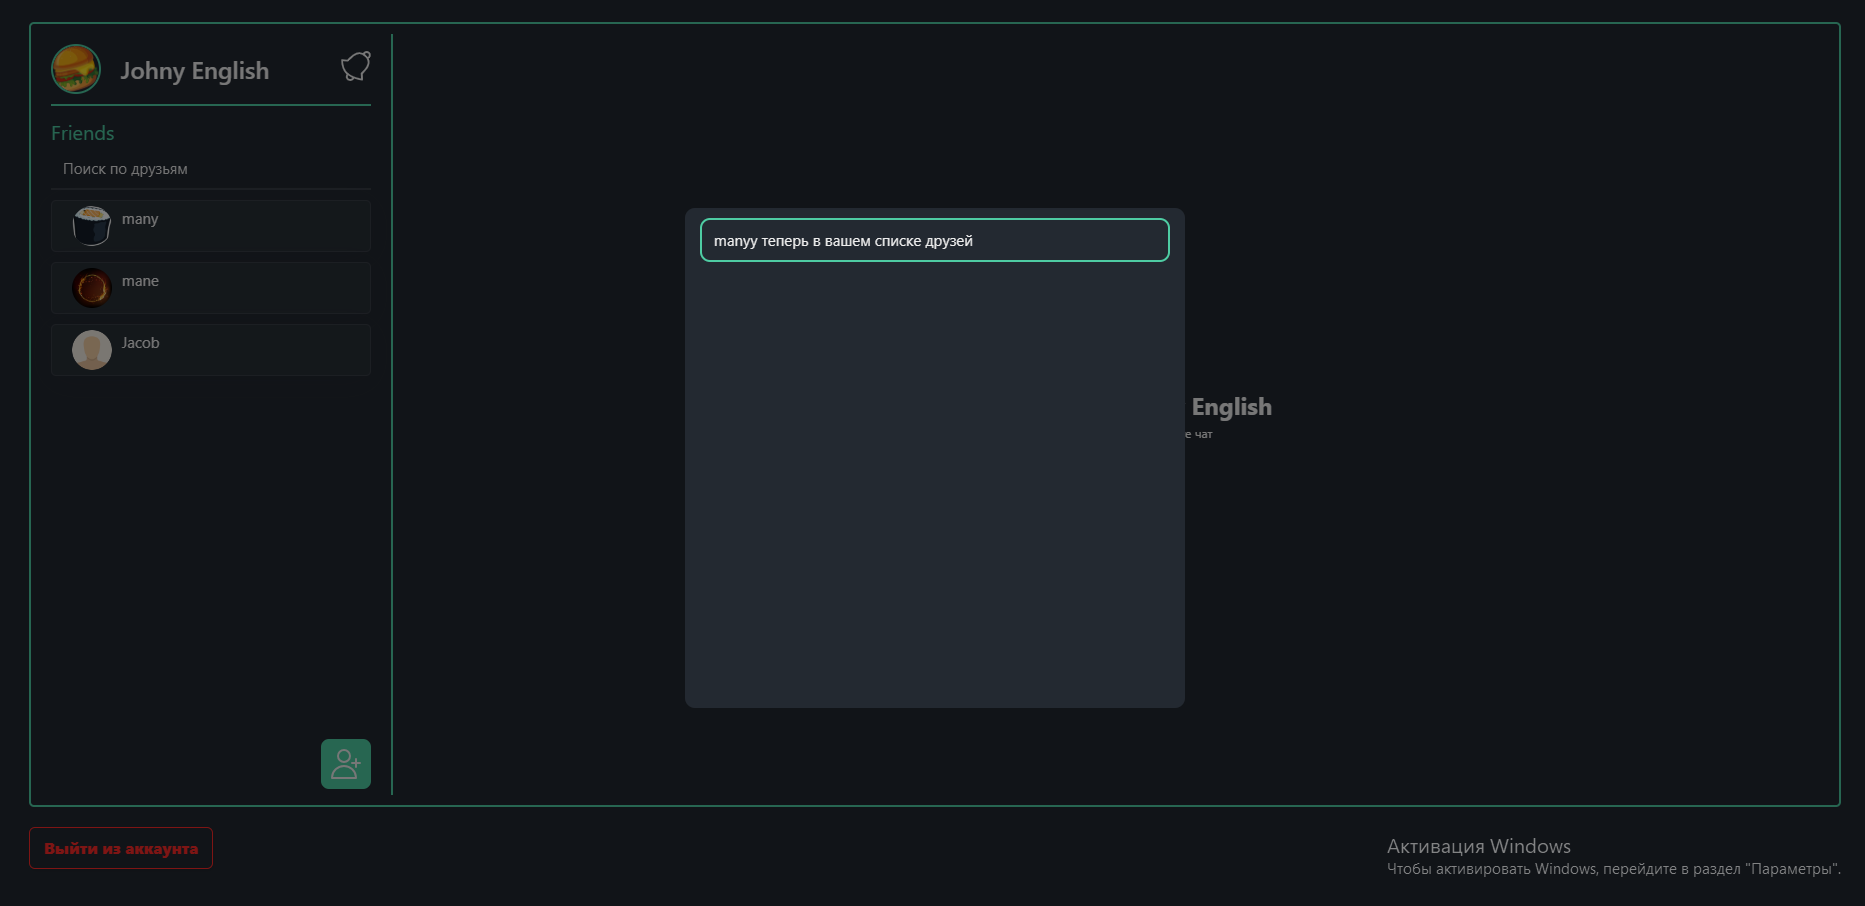 Johny English
Friends
Поиск по друзьям
many
mane
Jacob
manyy теперь в вашем списке друзей
English
е чат
Выйти из аккаунта
Активация Windows
Чтобы активировать Windows, перейдите в раздел "Параметры".